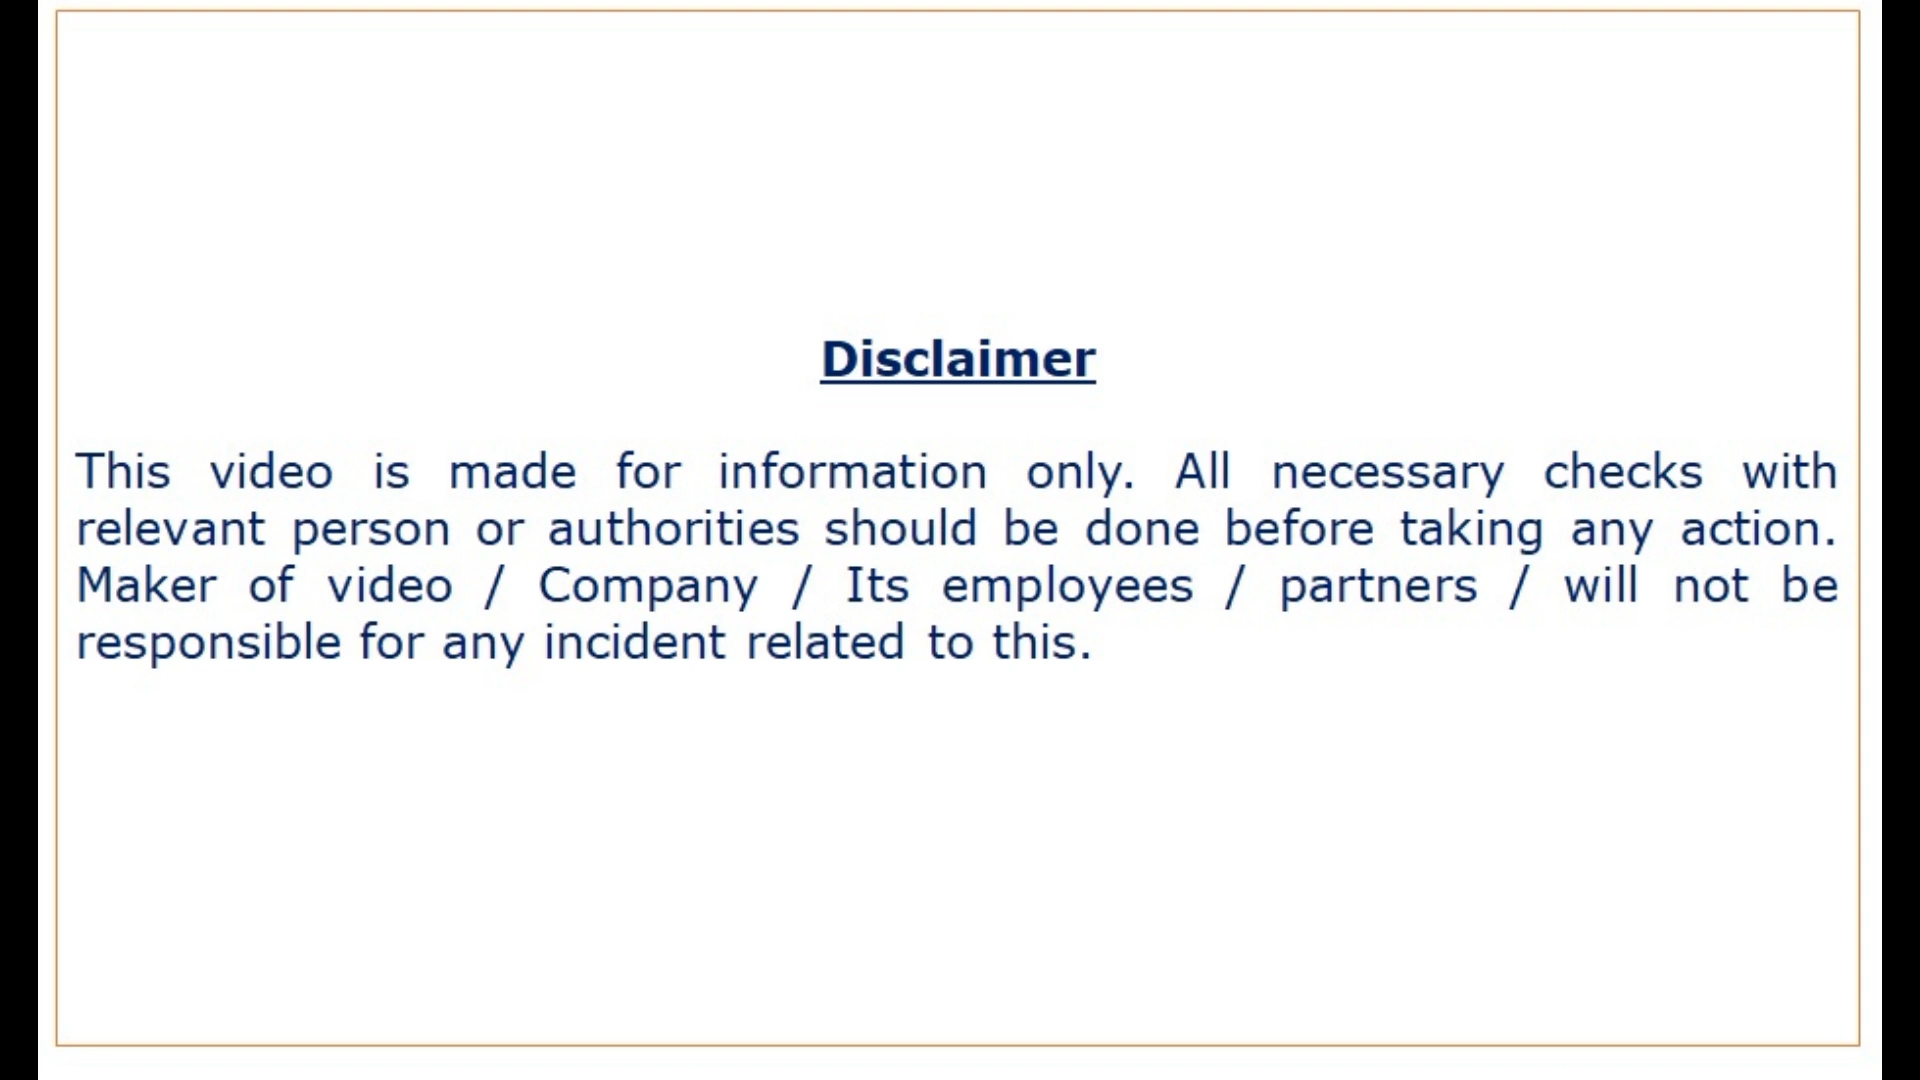 Disclaimer
This video is made for information only. All necessary checks with
relevant person or authorities should be done before taking any action.
Maker of video / Company / Its employees / partners / will not be
responsible for any incident related to this.